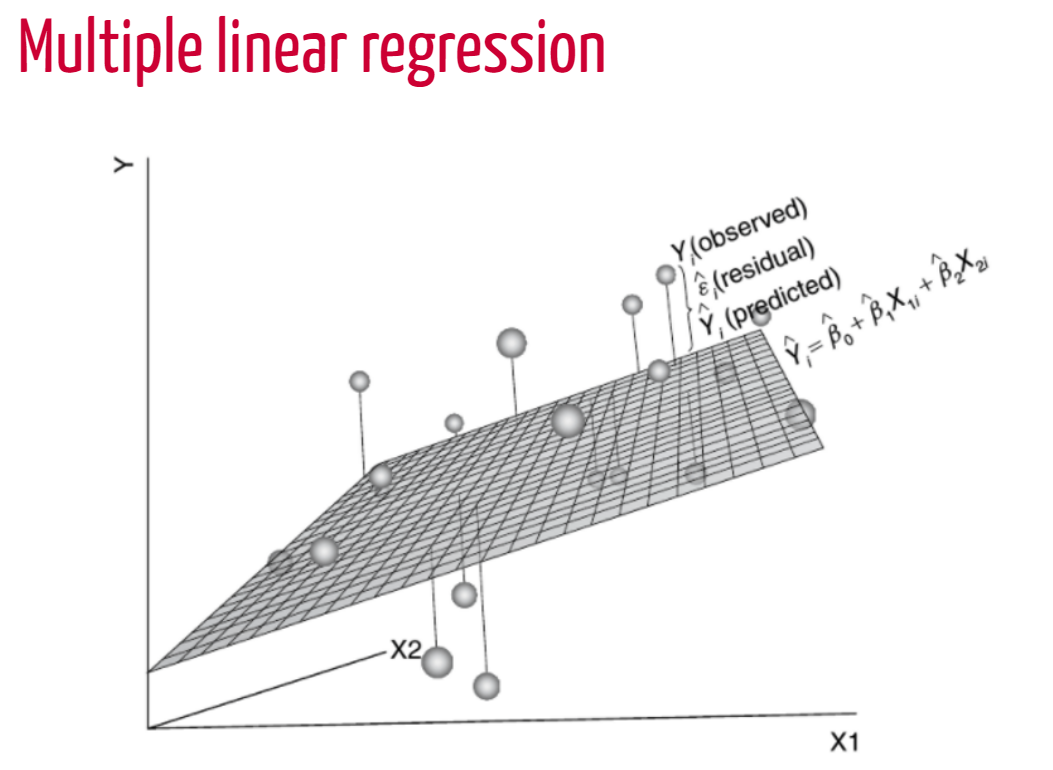 Multiple linear regression
Y
Yᵢ(observed)
ε̂ᵢ(residual)
Ŷᵢ(predicted)
Ŷᵢ=β̂₀+β̂₁X₁ᵢ+β̂₂X₂ᵢ
X2
X1